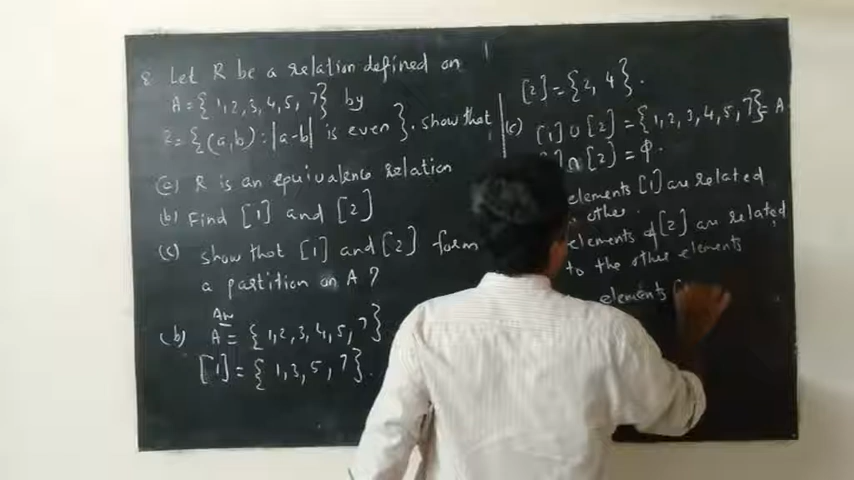 8 Let R be a relation defined on
A = { 1, 2, 3, 4, 5, 7 } by
R = {(a, b) : |a-b| is even }. show that
(a) R is an equivalence relation
(b) Find [1] and [2]
(c) show that [1] and [2] form
a partition on A ?
Ans
(b) A = { 1, 2, 3, 4, 5, 7 }
[1] = { 1, 3, 5, 7 }.
[2] = { 2, 4 }.
(c) [1] ∪ [2] = { 1, 2, 3, 4, 5, 7 } = A
∩ [2] = φ.
elements [1] are related
other.
elements of [2] are related
to the other elements
elements